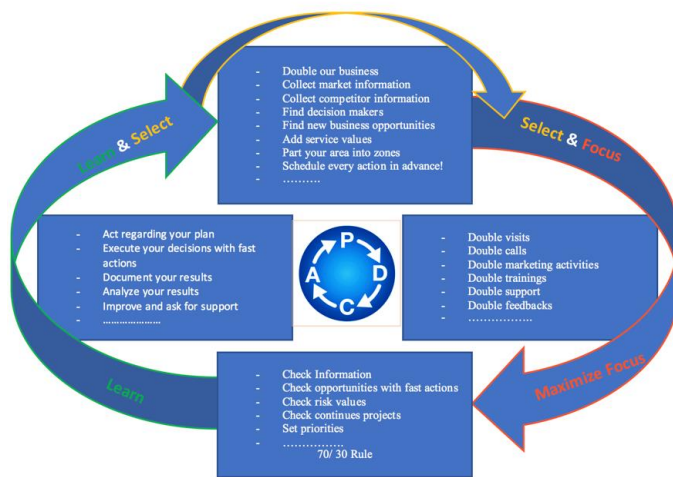 - Double our business
- Collect market information
- Collect competitor information
- Find decision makers
- Find new business opportunities
- Add service values
- Part your area into zones
- Schedule every action in advance!
- ……….
Learn & Select
Select & Focus
- Act regarding your plan
- Execute your decisions with fast
actions
- Document your results
- Analyze your results
- Improve and ask for support
- …………………
P
D
C
A
- Double visits
- Double calls
- Double marketing activities
- Double trainings
- Double support
- Double feedbacks
- …………….
Learn
Maximize Focus
- Check Information
- Check opportunities with fast actions
- Check risk values
- Check continues projects
- Set priorities
- …………….
70/ 30 Rule